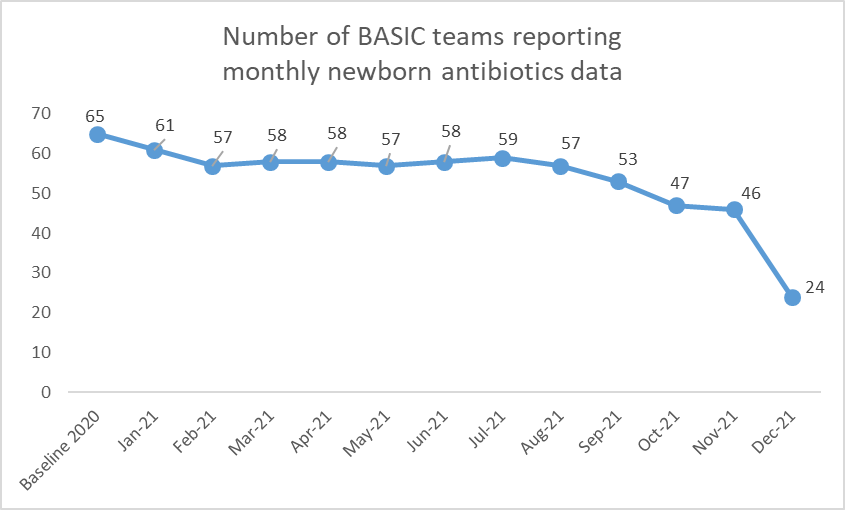 Number of BASIC teams reporting
monthly newborn antibiotics data
70
60
50
40
30
20
10
0
65
61
57
58
58
57
58
59
57
53
47
46
24
Baseline 2020
Jan-21
Feb-21
Mar-21
Apr-21
May-21
Jun-21
Jul-21
Aug-21
Sep-21
Oct-21
Nov-21
Dec-21